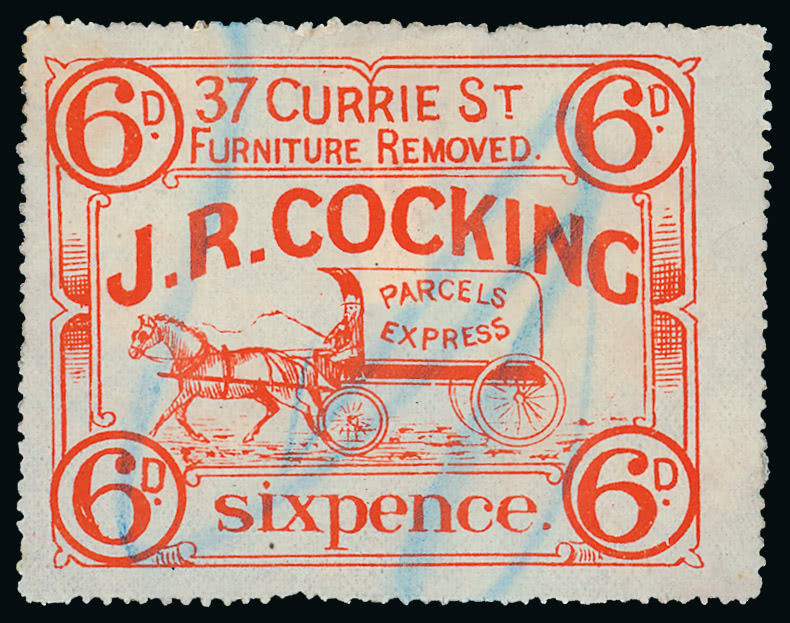 6D.
37 CURRIE ST
6D.
FURNITURE REMOVED.
J.R. COCKING
PARCELS
EXPRESS
6D.
sixpence.
6D.